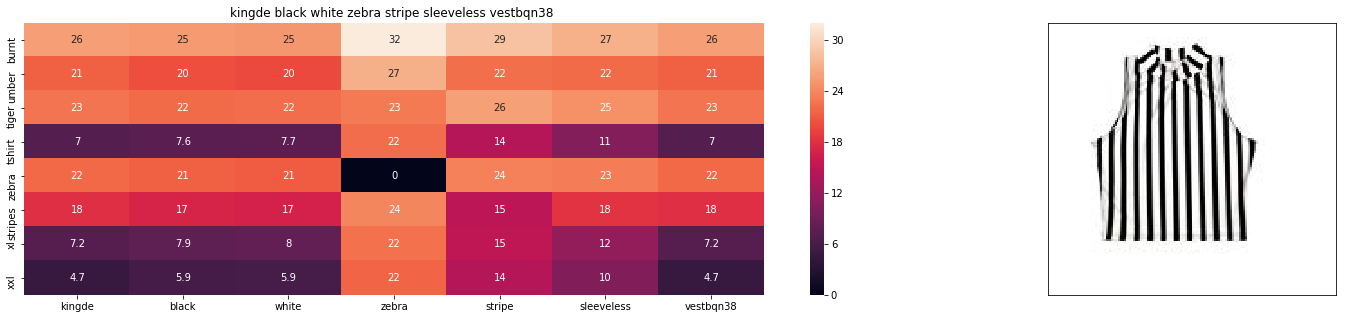 kingde black white zebra stripe sleeveless vestbqn38
burnt 26 25 25 32 29 27 26
umber 21 20 20 27 22 22 21
tiger 23 22 22 23 26 25 23
tshirt 7 7.6 7.7 22 14 11 7
zebra 22 21 21 0 24 23 22
stripes 18 17 17 24 15 18 18
xl 7.2 7.9 8 22 15 12 7.2
xxl 4.7 5.9 5.9 22 14 10 4.7
kingde black white zebra stripe sleeveless vestbqn38
30
24
18
12
6
0